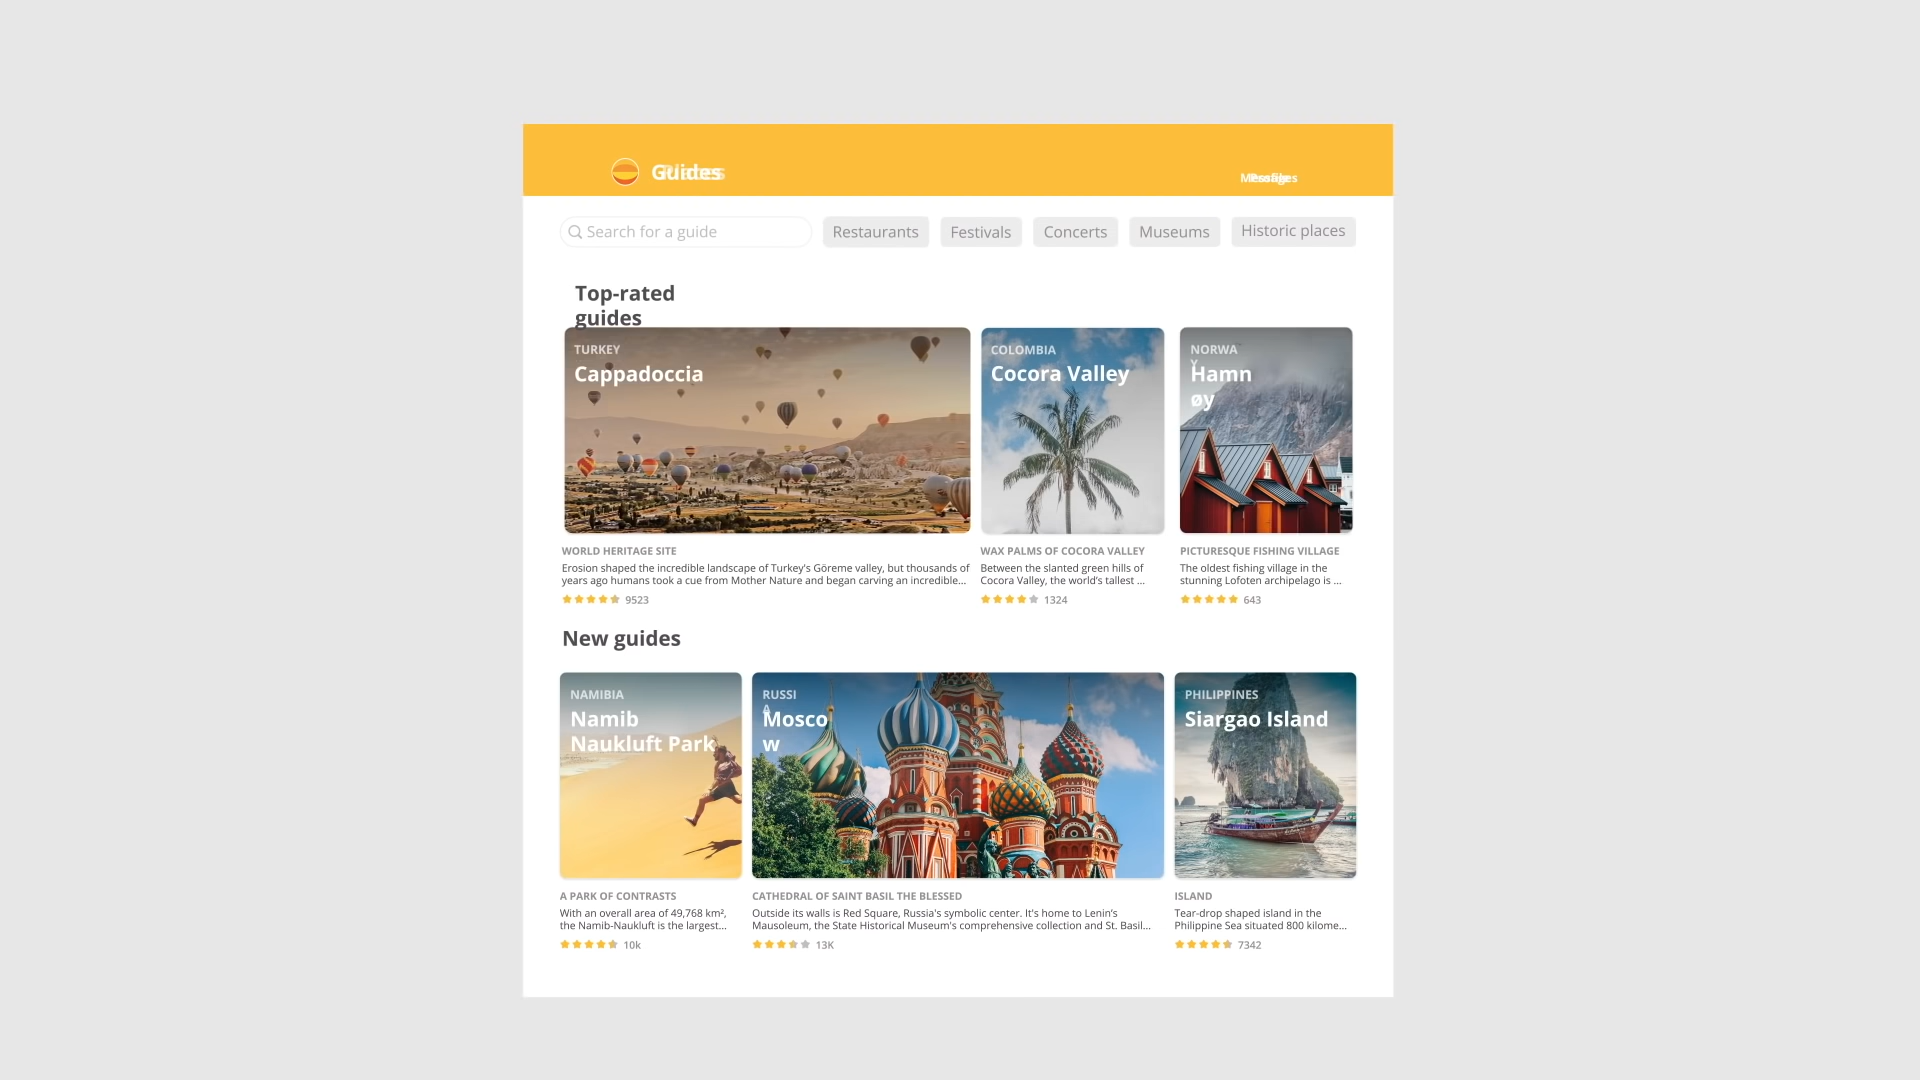 Guides Places
Messages Profile
Search for a guide
Restaurants
Festivals
Concerts
Museums
Historic places
Top-rated
guides
TURKEY
Cappadoccia
COLOMBIA
Cocora Valley
NORWA
Y
Hamn
øy
WORLD HERITAGE SITE
Erosion shaped the incredible landscape of Turkey's Göreme valley, but thousands of
years ago humans took a cue from Mother Nature and began carving an incredible...
9523
WAX PALMS OF COCORA VALLEY
Between the slanted green hills of
Cocora Valley, the world’s tallest ...
1324
PICTURESQUE FISHING VILLAGE
The oldest fishing village in the
stunning Lofoten archipelago is ...
643
New guides
NAMIBIA
Namib
Naukluft Park
RUSSI
A
Mosco
w
PHILIPPINES
Siargao Island
A PARK OF CONTRASTS
With an overall area of 49,768 km²,
the Namib-Naukluft is the largest...
10k
CATHEDRAL OF SAINT BASIL THE BLESSED
Outside its walls is Red Square, Russia's symbolic center. It's home to Lenin’s
Mausoleum, the State Historical Museum's comprehensive collection and St. Basil...
13K
ISLAND
Tear-drop shaped island in the
Philippine Sea situated 800 kilome...
7342